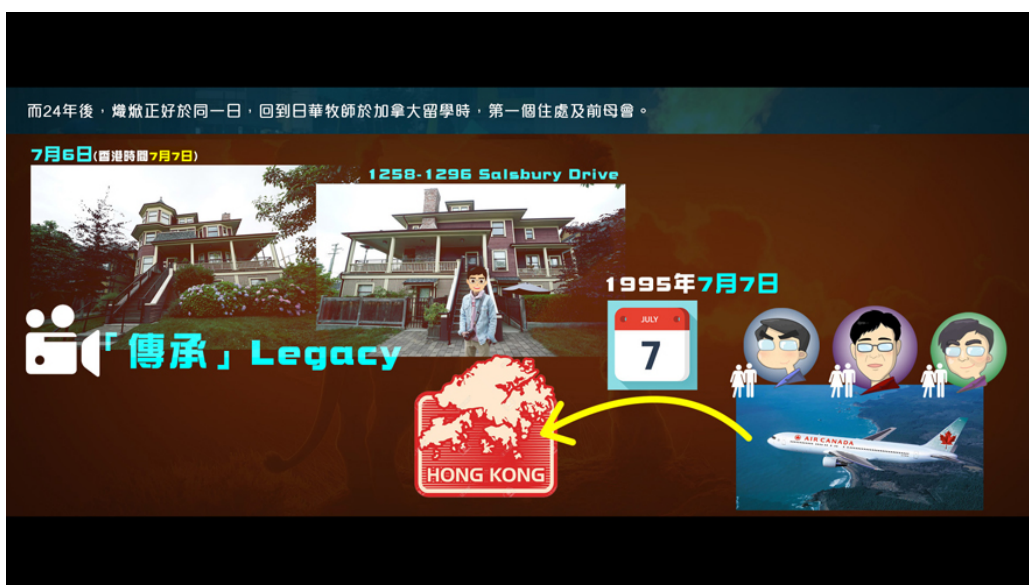 而24年後，熾焮正好於同一日，回到日華牧師於加拿大留學時，第一個住處及前母會。
7月6日(香港時間7月7日)
1258-1296 Salsbury Drive
1995年7月7日
JULY
7
「傳承」Legacy
AIR CANADA
HONG KONG